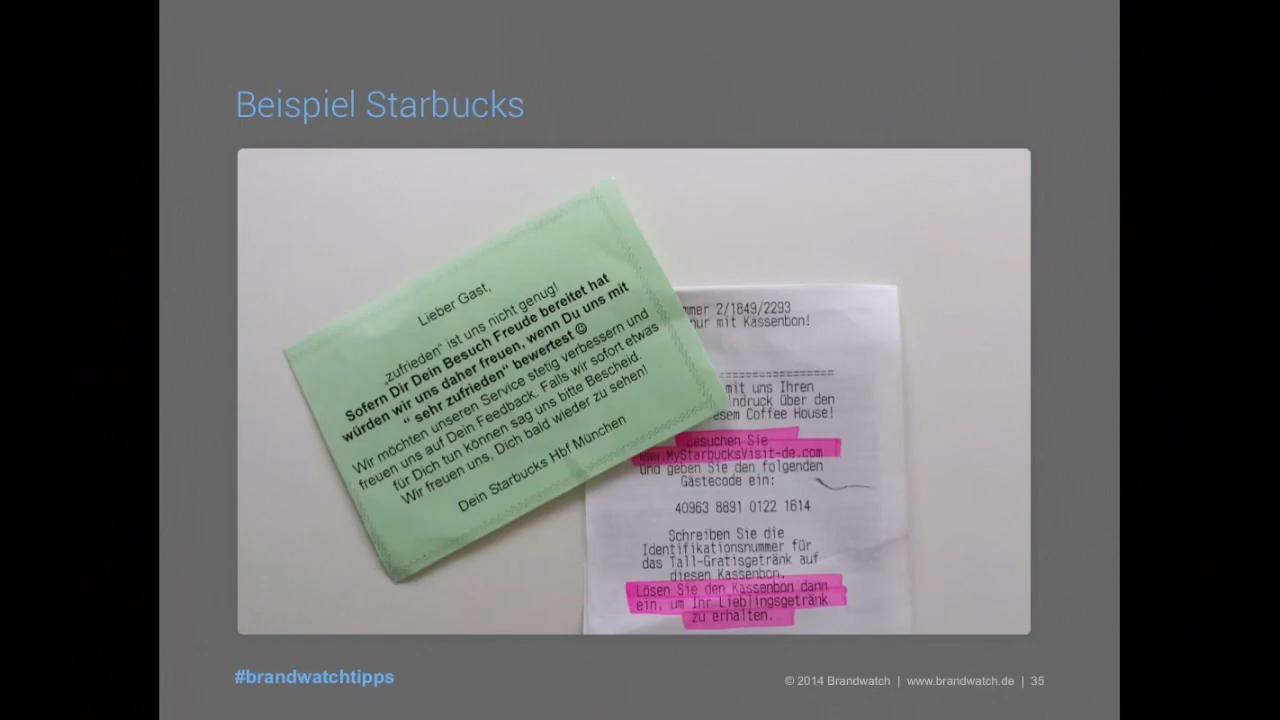 Beispiel Starbucks
Lieber Gast,
„zufrieden" ist uns nicht genug!
Sofern Dir Dein Besuch Freude bereitet hat
würden wir uns daher freuen, wenn Du uns mit
“ sehr zufrieden“ bewertest ☺
Wir möchten unseren Service stetig verbessern und
freuen uns auf Dein Feedback. Falls wir sofort etwas
für Dich tun können sag uns bitte Bescheid.
Wir freuen uns, Dich bald wieder zu sehen!
Dein Starbucks Hbf München
mmer 2/1849/2293
nur mit Kassenbon!
====================
mit uns Ihren
indruck über den
esem Coffee House!
besuchen Sie
www.MyStarbucksVisit-de.com
und geben Sie den folgenden
Gästecode ein:
40963 8891 0122 1614
Schreiben Sie die
Identifikationsnummer für
das Tall-Gratisgetränk auf
diesen Kassenbon.
Lösen Sie den Kassenbon dann
ein, um Ihr Lieblingsgetränk
zu erhalten.
#brandwatchtipps
© 2014 Brandwatch | www.brandwatch.de | 35